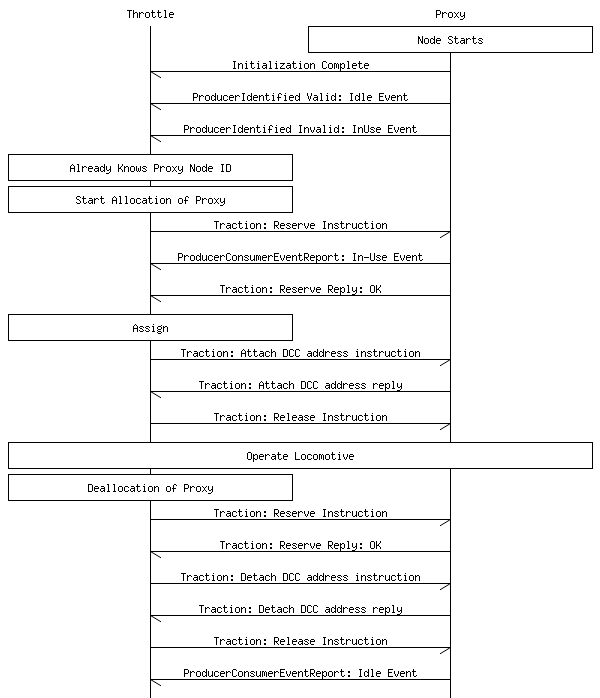 Throttle Proxy
Node Starts
Initialization Complete
ProducerIdentified Valid: Idle Event
ProducerIdentified Invalid: InUse Event
Already Knows Proxy Node ID
Start Allocation of Proxy
Traction: Reserve Instruction
ProducerConsumerEventReport: In-Use Event
Traction: Reserve Reply: OK
Assign
Traction: Attach DCC address instruction
Traction: Attach DCC address reply
Traction: Release Instruction
Operate Locomotive
Deallocation of Proxy
Traction: Reserve Instruction
Traction: Reserve Reply: OK
Traction: Detach DCC address instruction
Traction: Detach DCC address reply
Traction: Release Instruction
ProducerConsumerEventReport: Idle Event